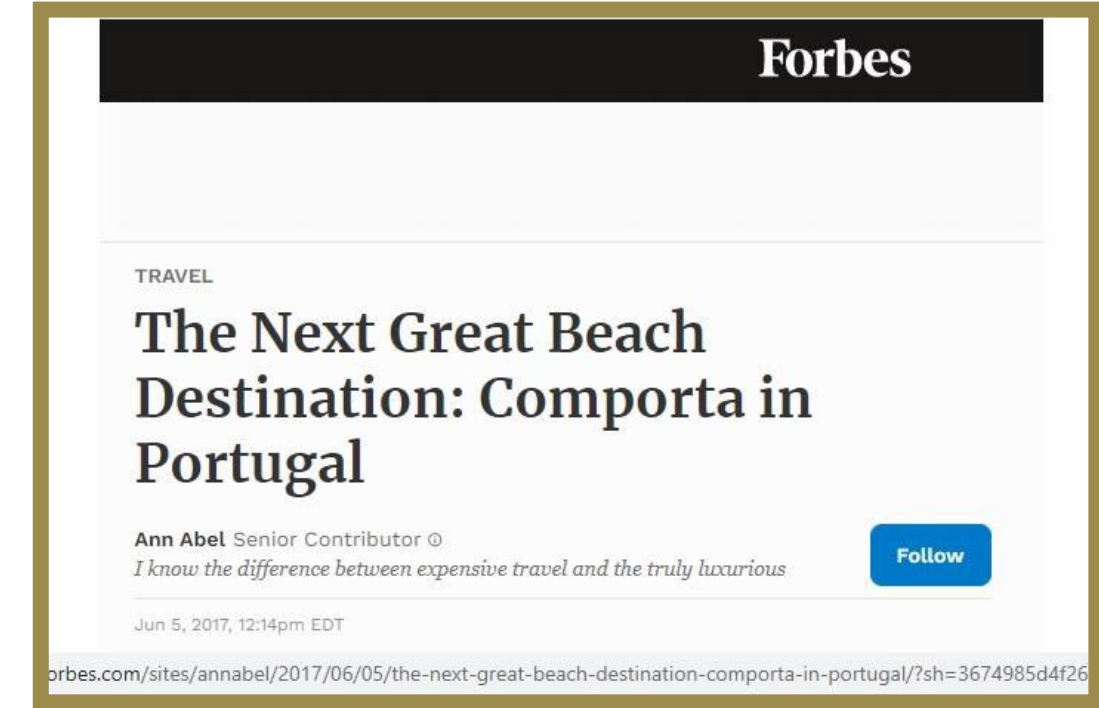 Forbes
TRAVEL
The Next Great Beach
Destination: Comporta in
Portugal
Ann Abel Senior Contributor
I know the difference between expensive travel and the truly luxurious
Follow
Jun 5, 2017, 12:14pm EDT
orbes.com/sites/annabel/2017/06/05/the-next-great-beach-destination-comporta-in-portugal/?sh=3674985d4f26